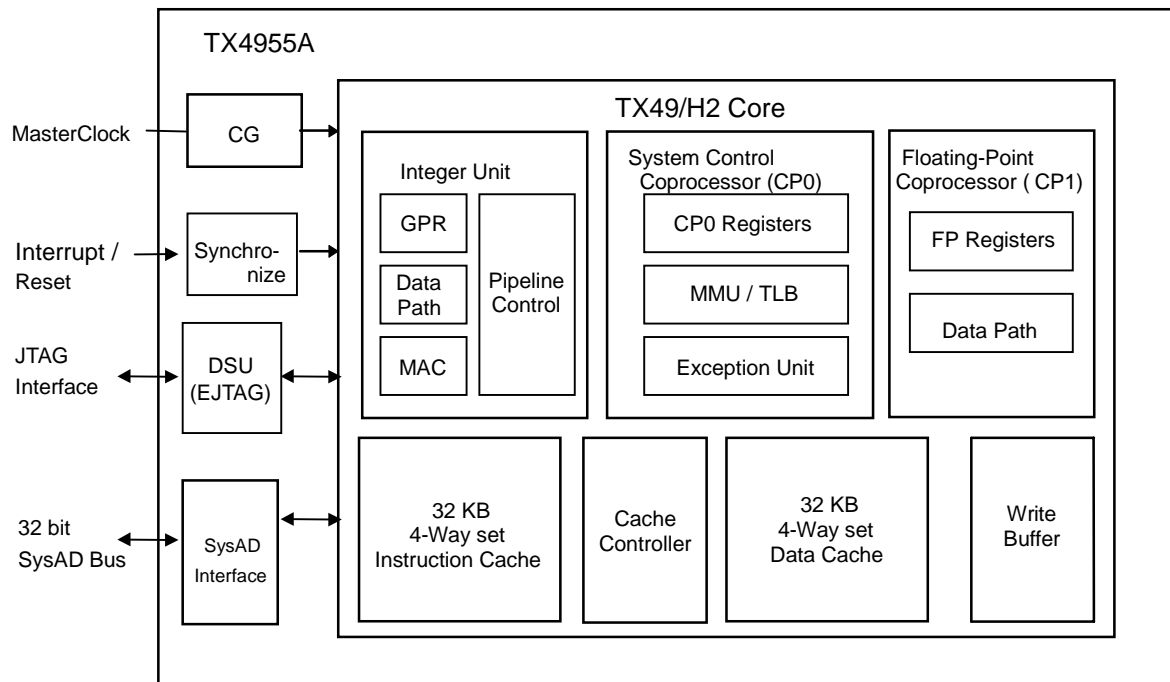 TX4955A
TX49/H2 Core
MasterClock
CG
Interrupt /
Reset
Synchro-
nize
JTAG
Interface
DSU
(EJTAG)
32 bit
SysAD Bus
SysAD
Interface
Integer Unit
GPR
Data
Path
MAC
Pipeline
Control
System Control
Coprocessor (CP0)
CP0 Registers
MMU / TLB
Exception Unit
Floating-Point
Coprocessor ( CP1)
FP Registers
Data Path
32 KB
4-Way set
Instruction Cache
Cache
Controller
32 KB
4-Way set
Data Cache
Write
Buffer